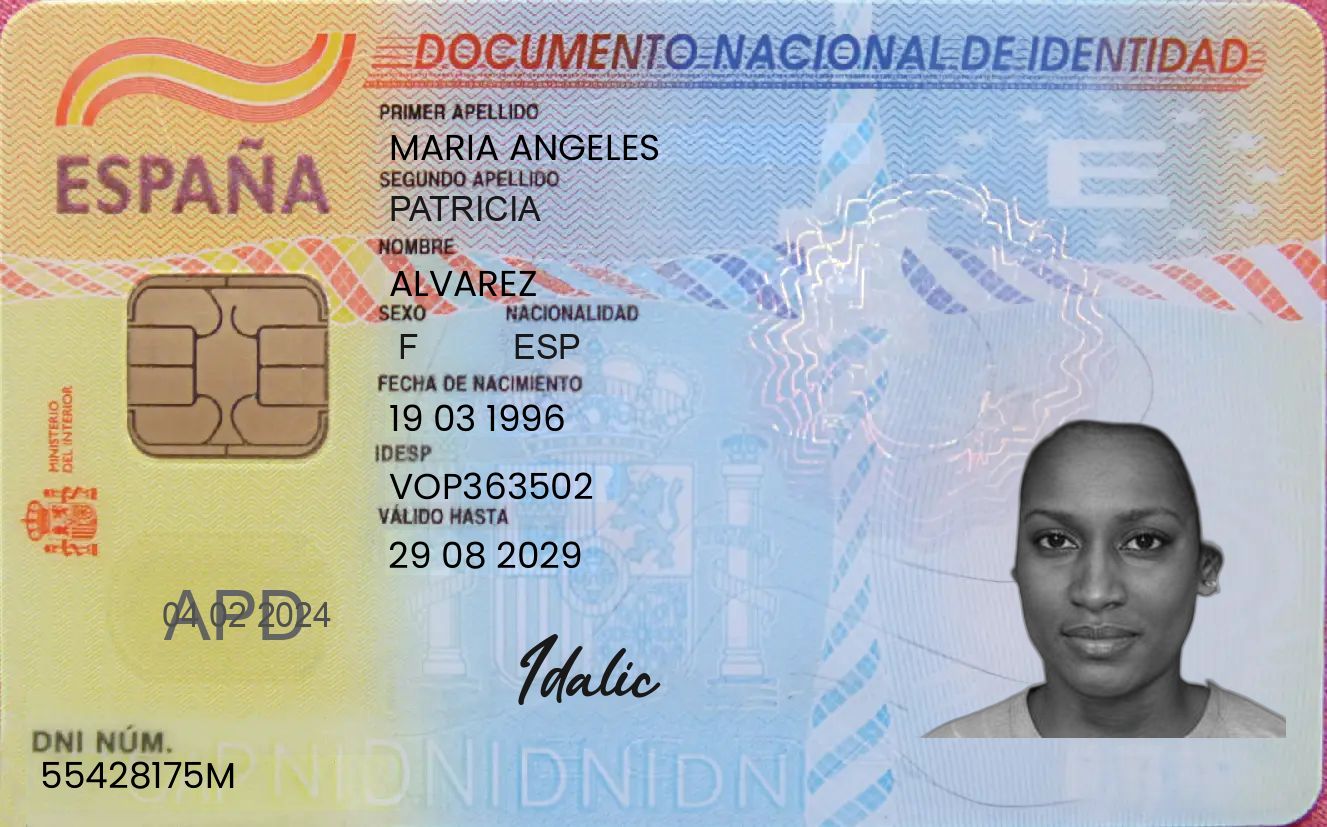 DOCUMENTO NACIONAL DE IDENTIDAD
ESPAÑA
PRIMER APELLIDO
MARIA ANGELES
SEGUNDO APELLIDO
PATRICIA
NOMBRE
ALVAREZ
SEXO NACIONALIDAD
F ESP
FECHA DE NACIMIENTO
19 03 1996
IDESP
VOP363502
VÁLIDO HASTA
29 08 2029
MINISTERIO
DEL INTERIOR
APD
04 02 2024
Idalic
DNI NÚM.
55428175M
E
DNIDNIDNIDN